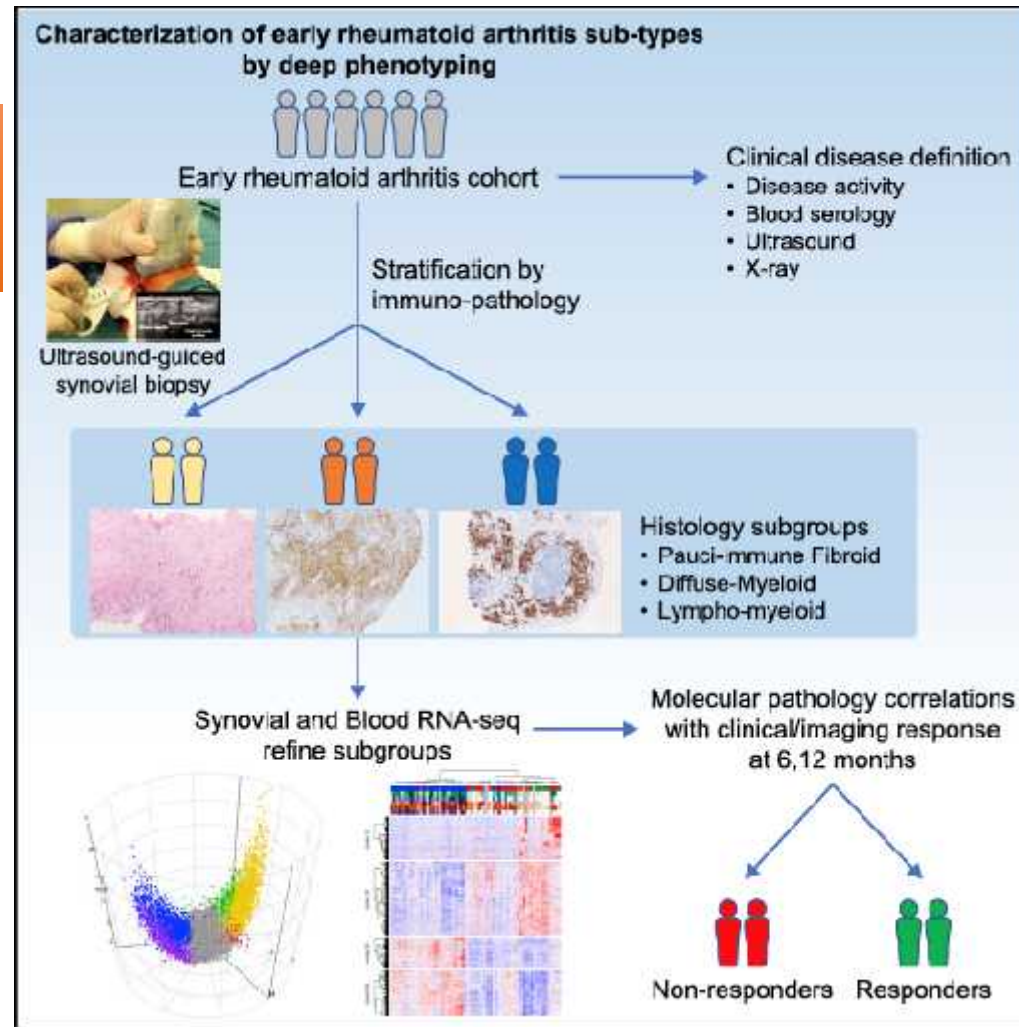 Characterization of early rheumatoid arthritis sub-types
by deep phenotyping
Early rheumatoid arthritis cohort
Clinical disease definition
• Disease activity
• Blood serology
• Ultrasound
• X-ray
Stratification by
immuno-pathology
Ultrasound-guiced
synovial biopsy
Histology subgroups
• Pauci-mmune Fibroid
• Diffuse-Myeloid
• Lympho-myeloid
Synovial and Blood RNA-seq
refine subgroups
Molecular pathology correlations
with clinical/imaging response
at 6,12 months
Non-responders
Responders